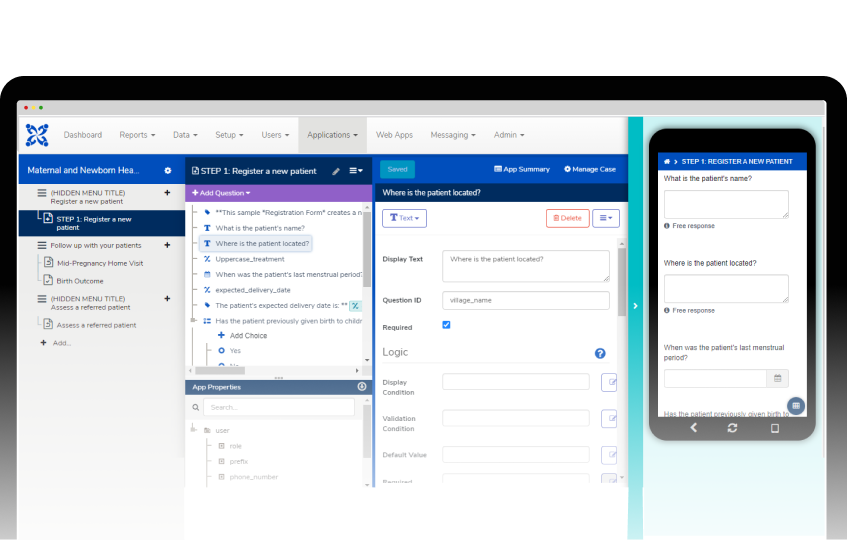 Dashboard
Reports
Data
Setup
Users
Applications
Web Apps
Messaging
Admin
Maternal and Newborn Hea...
(HIDDEN MENU TITLE)
Register a new patient
STEP 1: Register a new
patient
Follow up with your patients
Mid-Pregnancy Home Visit
Birth Outcome
(HIDDEN MENU TITLE)
Assess a referred patient
Assess a referred patient
Add...
STEP 1: Register a new patient
Add Question
**This sample *Registration Form* creates a n
What is the patient's name?
Where is the patient located?
Uppercase_treatment
When was the patient's last menstrual period?
expected_delivery_date
The patient's expected delivery date is: **
Has the patient previously given birth to childr
Add Choice
Yes
App Properties
Search...
user
role
prefix
phone_number
Saved
App Summary
Manage Case
Where is the patient located?
Text
Delete
Display Text
Where is the patient located?
Question ID
village_name
Required
Logic
Display
Condition
Validation
Condition
Default Value
Required
STEP 1: REGISTER A NEW PATIENT
What is the patient's name?
Free response
Where is the patient located?
Free response
When was the patient's last menstrual
period?
Has the patient previously given birth to